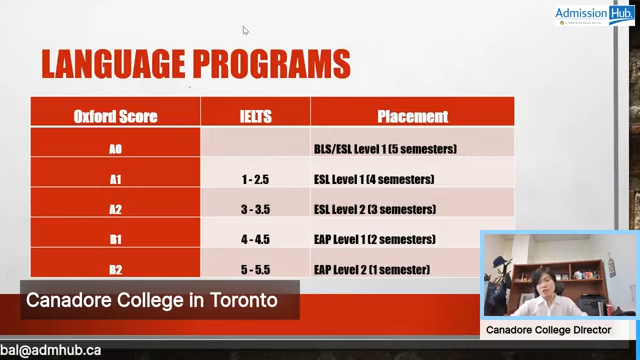 Admission Hub.
LANGUAGE PROGRAMS
Oxford Score IELTS Placement
A0 BLS/ESL Level 1 (5 semesters)
A1 1 - 2.5 ESL Level 1 (4 semesters)
A2 3 - 3.5 ESL Level 2 (3 semesters)
B1 4 - 4.5 EAP Level 1 (2 semesters)
B2 5 - 5.5 EAP Level 2 (1 semester)
Canadore College in Toronto
Canadore College Director
bal@admhub.ca